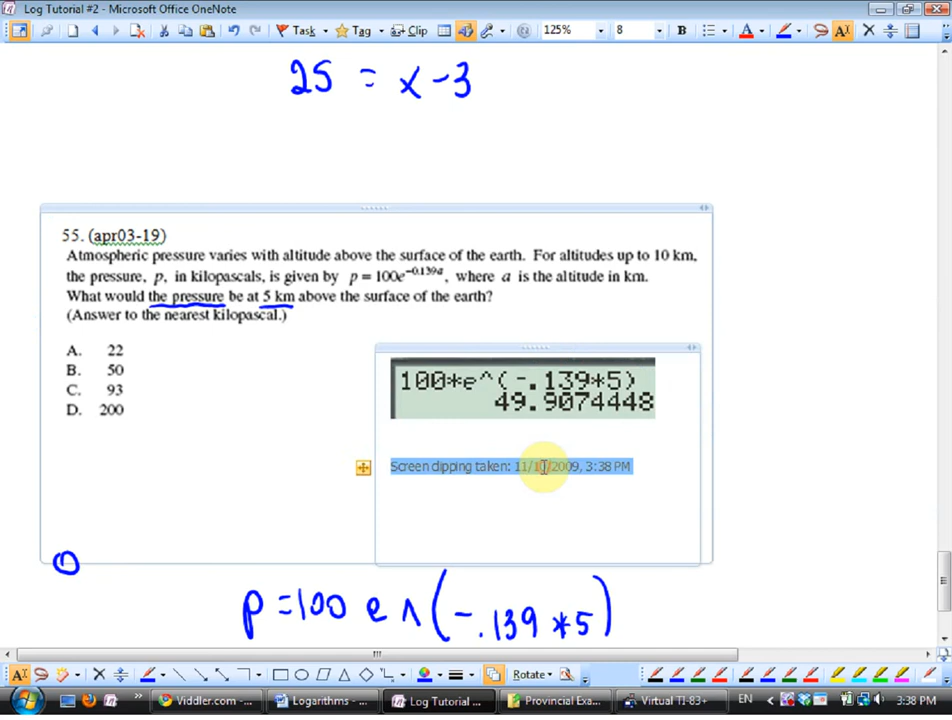 Log Tutorial #2 - Microsoft Office OneNote
Task Tag Clip 125% 8 B A
25 = x - 3
55. (apr03-19)
Atmospheric pressure varies with altitude above the surface of the earth. For altitudes up to 10 km,
the pressure, p, in kilopascals, is given by p = 100e^{-0.139a}, where a is the altitude in km.
What would the pressure be at 5 km above the surface of the earth?
(Answer to the nearest kilopascal.)
A. 22
B. 50
C. 93
D. 200
100*e^(-.139*5)
49.9074448
Screen clipping taken: 11/10/2009, 3:38 PM
p = 100 e ^ (-.139 * 5)
A Rotate
Viddler.com -... Logarithms - ... Log Tutorial ... Provincial Exa... Virtual TI-83+ EN 3:38 PM